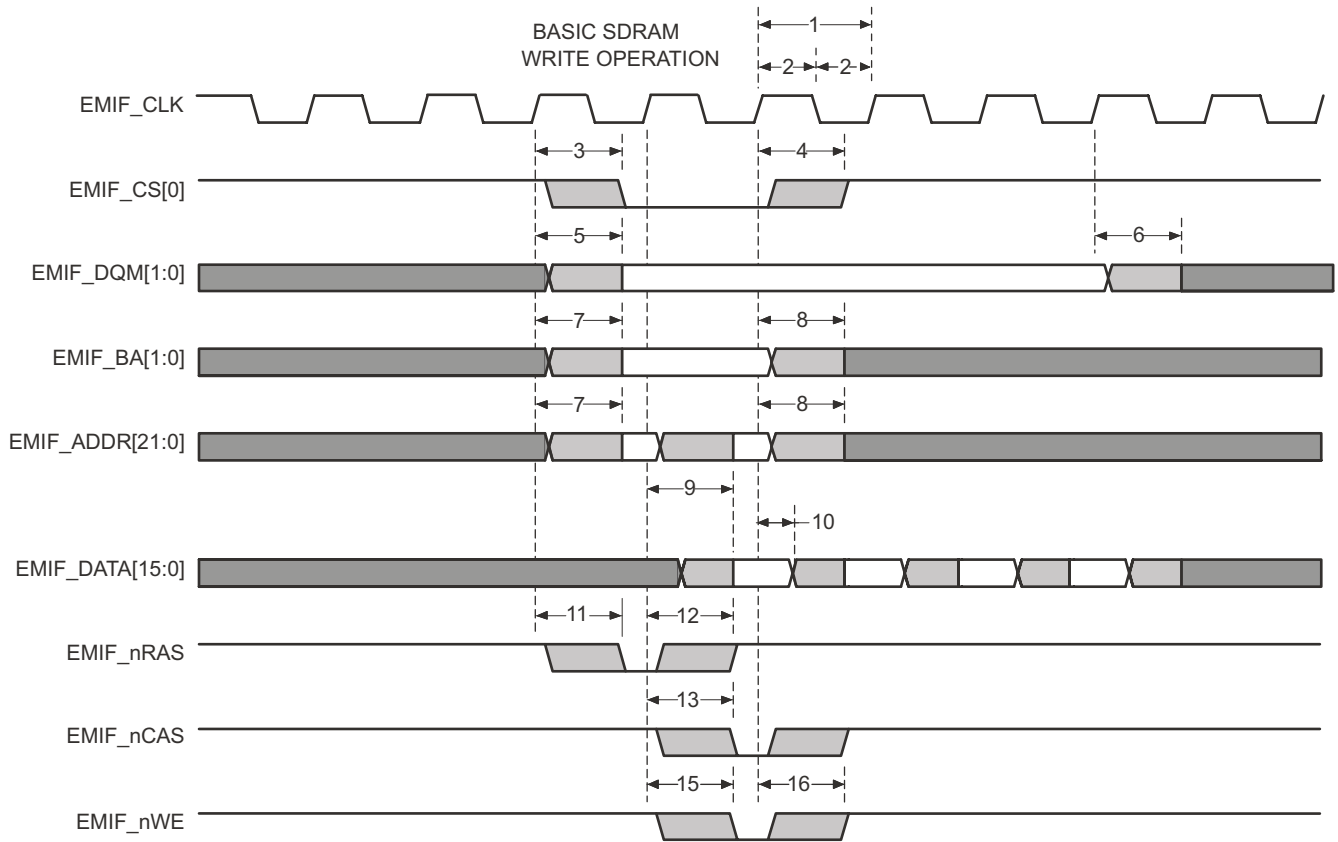 BASIC SDRAM
WRITE OPERATION
1
2 2
EMIF_CLK
3 4
EMIF_CS[0]
5 6
EMIF_DQM[1:0]
7 8
EMIF_BA[1:0]
7 8
EMIF_ADDR[21:0]
9
10
EMIF_DATA[15:0]
11 12
EMIF_nRAS
13
EMIF_nCAS
15 16
EMIF_nWE